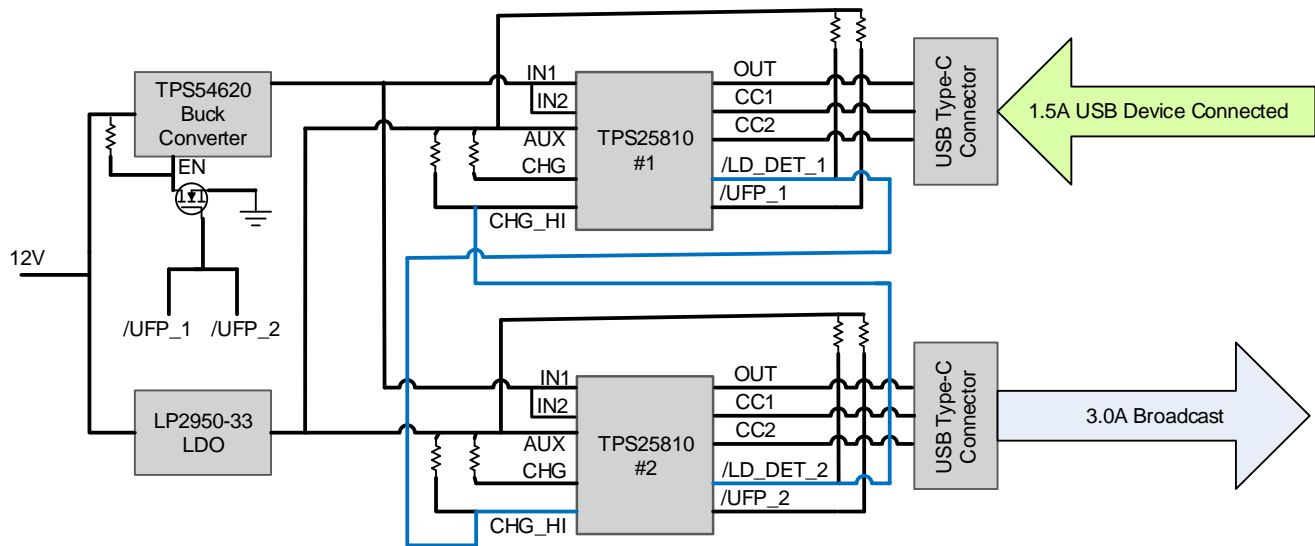 TPS54620
Buck
Converter
EN
12V
/UFP_1
/UFP_2
LP2950-33
LDO
IN1
IN2
AUX
CHG
CHG_HI
TPS25810
#1
OUT
CC1
CC2
/LD_DET_1
/UFP_1
USB Type-C
Connector
1.5A USB Device Connected
IN1
IN2
AUX
CHG
CHG_HI
TPS25810
#2
OUT
CC1
CC2
/LD_DET_2
/UFP_2
USB Type-C
Connector
3.0A Broadcast